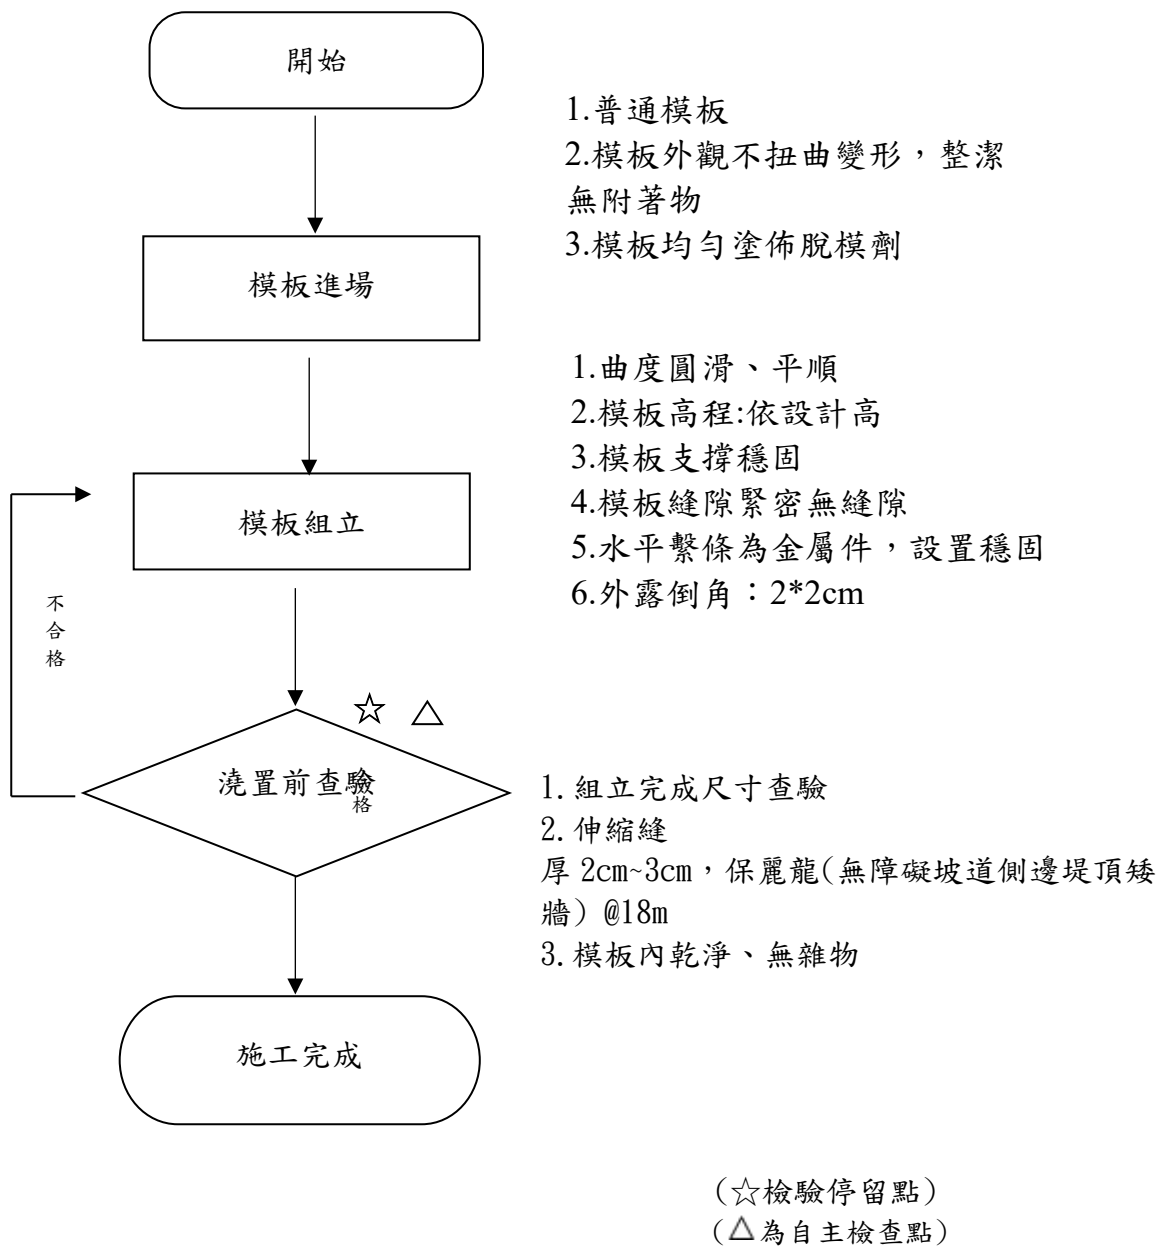 開始
1.普通模板
2.模板外觀不扭曲變形，整潔
無附著物
3.模板均勻塗佈脫模劑
模板進場
1.曲度圓滑、平順
2.模板高程:依設計高
3.模板支撐穩固
4.模板縫隙緊密無縫隙
5.水平繫條為金屬件，設置穩固
6.外露倒角：2*2cm
模板組立
不
合
格
☆ △
澆置前查驗
格
1.組立完成尺寸查驗
2.伸縮縫
厚 2cm~3cm，保麗龍(無障礙坡道側邊堤頂矮
牆) @18m
3.模板內乾淨、無雜物
施工完成
(☆檢驗停留點)
(△為自主檢查點)